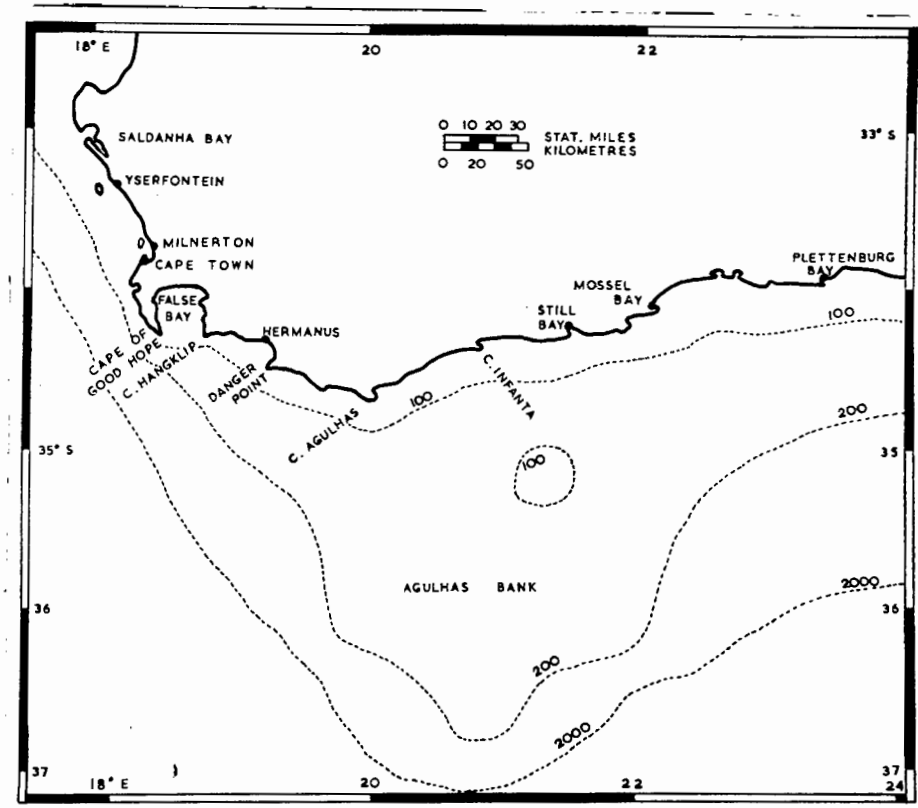 18° E
20
22
0 10 20 30
STAT. MILES
KILOMETRES
0 20 50
33° S
SALDANHA BAY
YSERFONTEIN
MILNERTON
CAPE TOWN
FALSE
BAY
HERMANUS
CAPE OF
GOOD HOPE
C. HANGKLIP
DANGER
POINT
C. AGULHAS
C. INFANTA
STILL
BAY
MOSSEL
BAY
PLETTENBURG
BAY
100
100
200
35° S
35
100
AGULHAS BANK
2000
36
36
200
2000
37
18° E
20
22
37
24